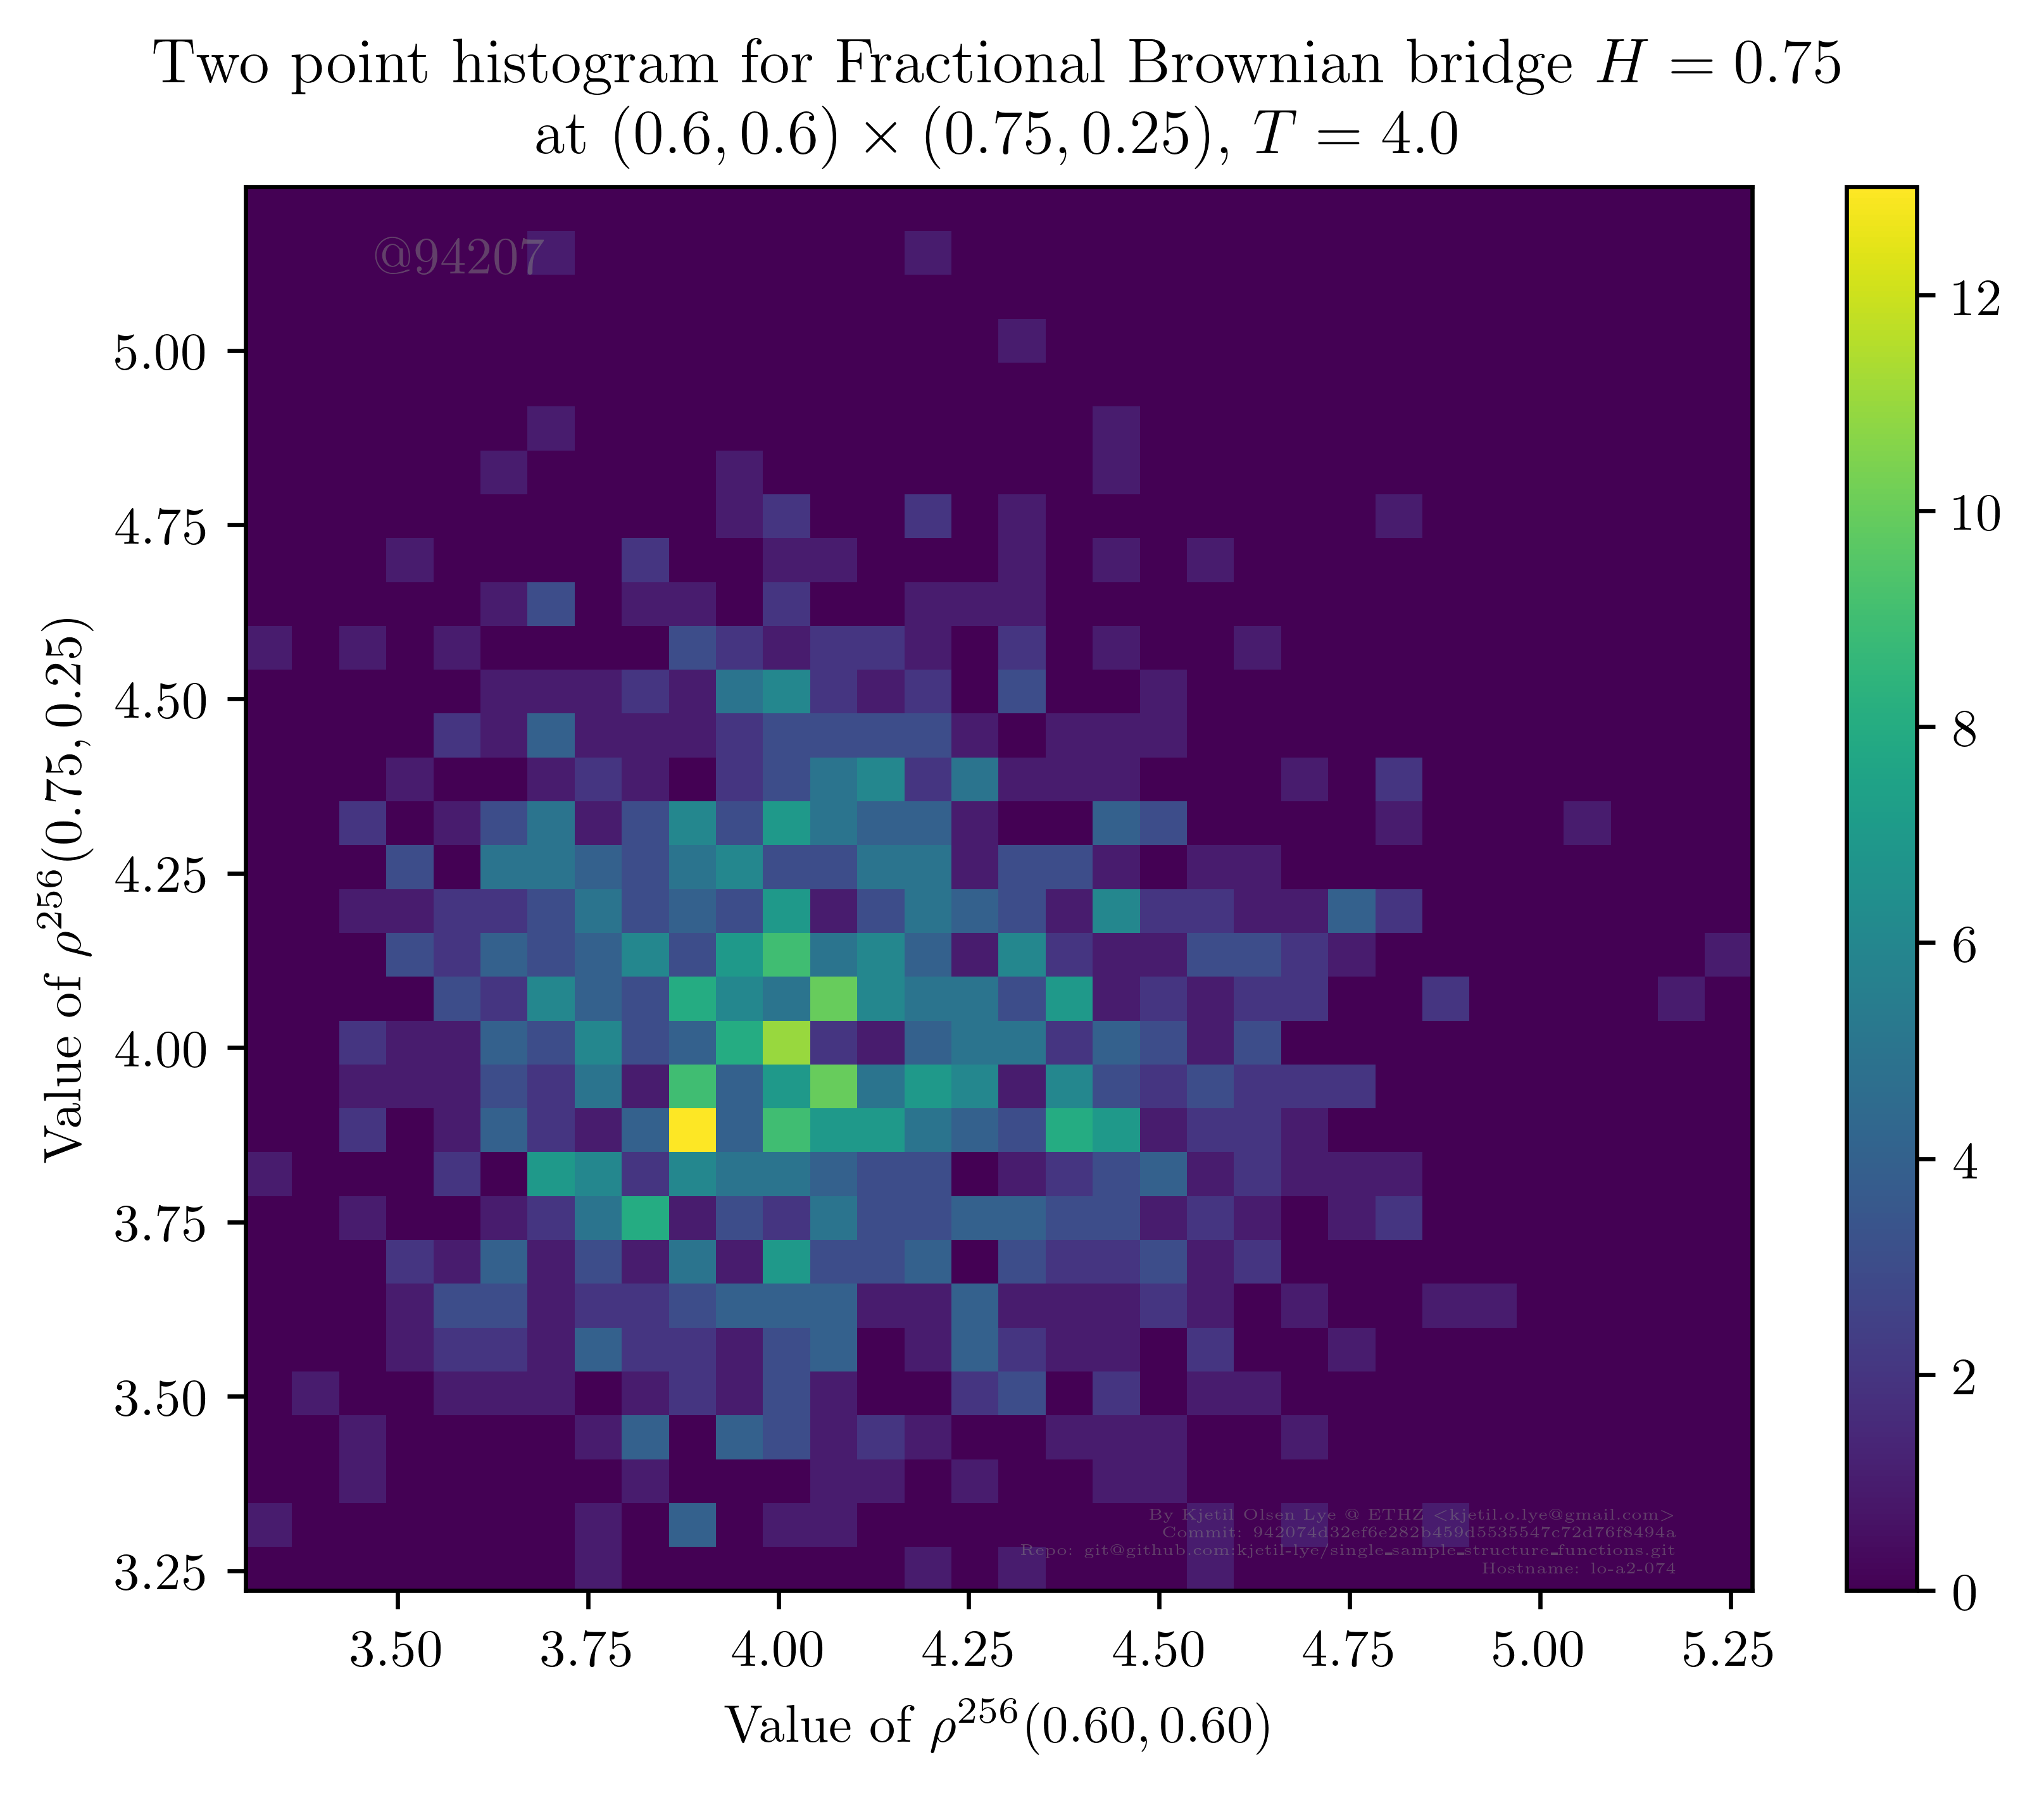 Two point histogram for Fractional Brownian bridge H = 0.75
at (0.6, 0.6) × (0.75, 0.25), T = 4.0
@94207
12
10
8
6
4
2
0
5.00
4.75
4.50
4.25
4.00
3.75
3.50
3.25
Value of ρ²⁵⁶(0.75, 0.25)
By Kjetil Olsen Lye @ ETHZ <kjetil.o.lye@gmail.com>
Commit: 942074d32ef6e282b459d5535547c72d76f8494a
Repo: git@github.com:kjetil-lye/single_sample_structure_functions.git
Hostname: lo-a2-074
3.50 3.75 4.00 4.25 4.50 4.75 5.00 5.25
Value of ρ²⁵⁶(0.60, 0.60)